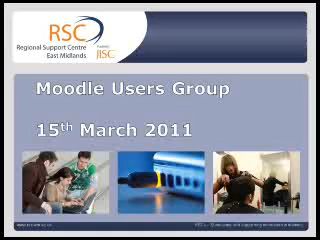 RSC
Regional Support Centre
East Midlands
JISC
Moodle Users Group
15th March 2011